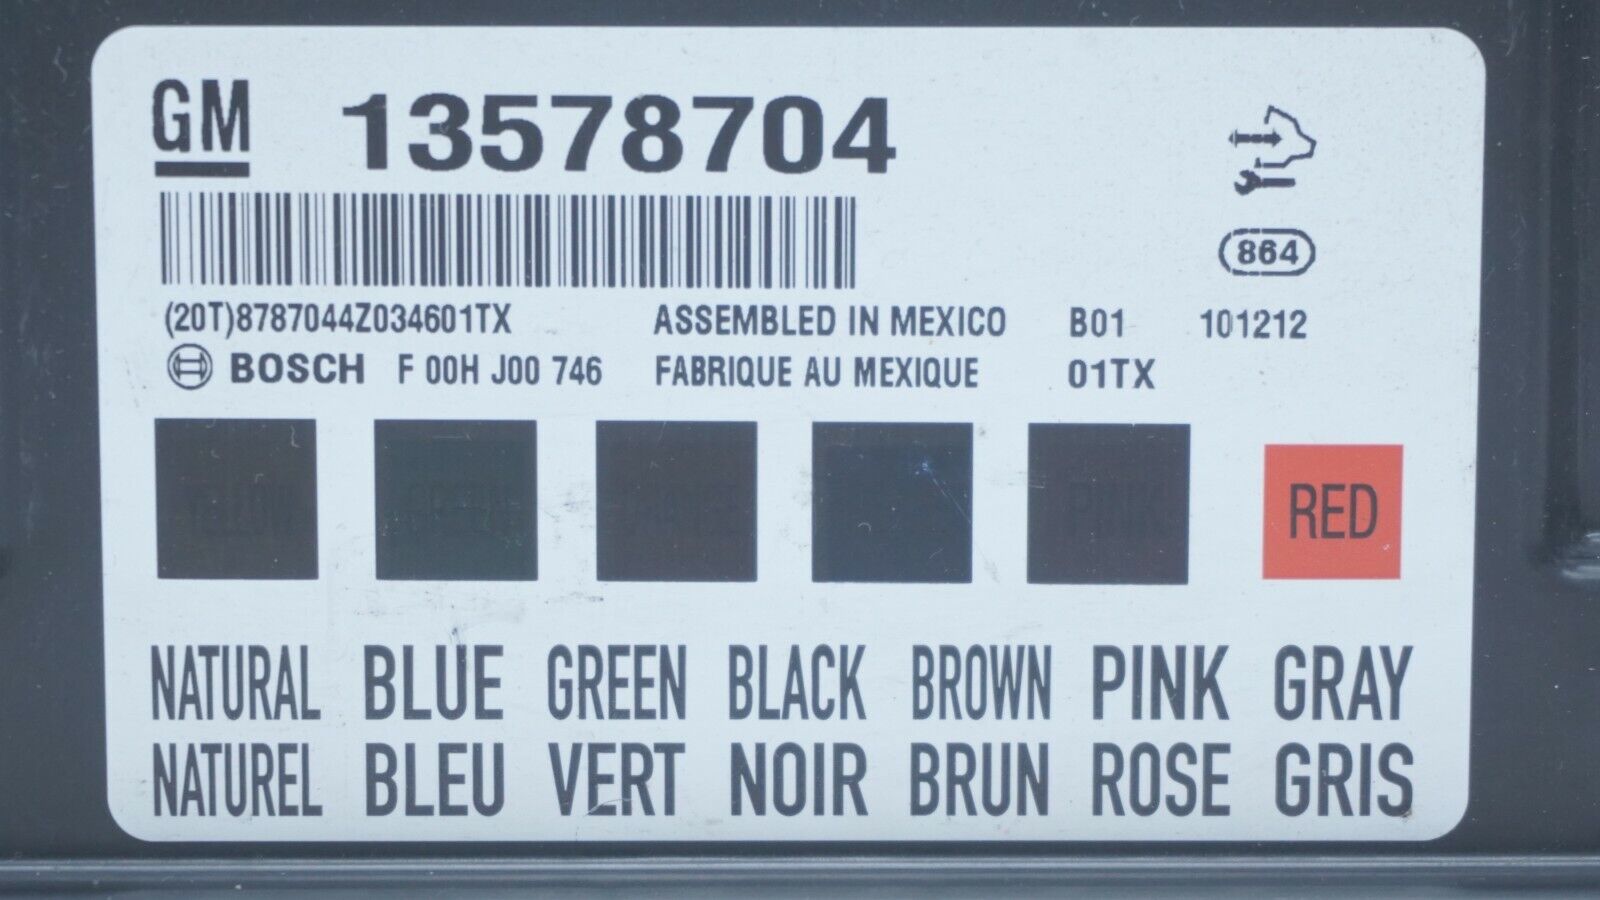 GM 13578704
864
(20T)8787044Z034601TX ASSEMBLED IN MEXICO B01 101212
BOSCH F 00H J00 746 FABRIQUE AU MEXIQUE 01TX
PINK RED
NATURAL BLUE GREEN BLACK BROWN PINK GRAY
NATUREL BLEU VERT NOIR BRUN ROSE GRIS